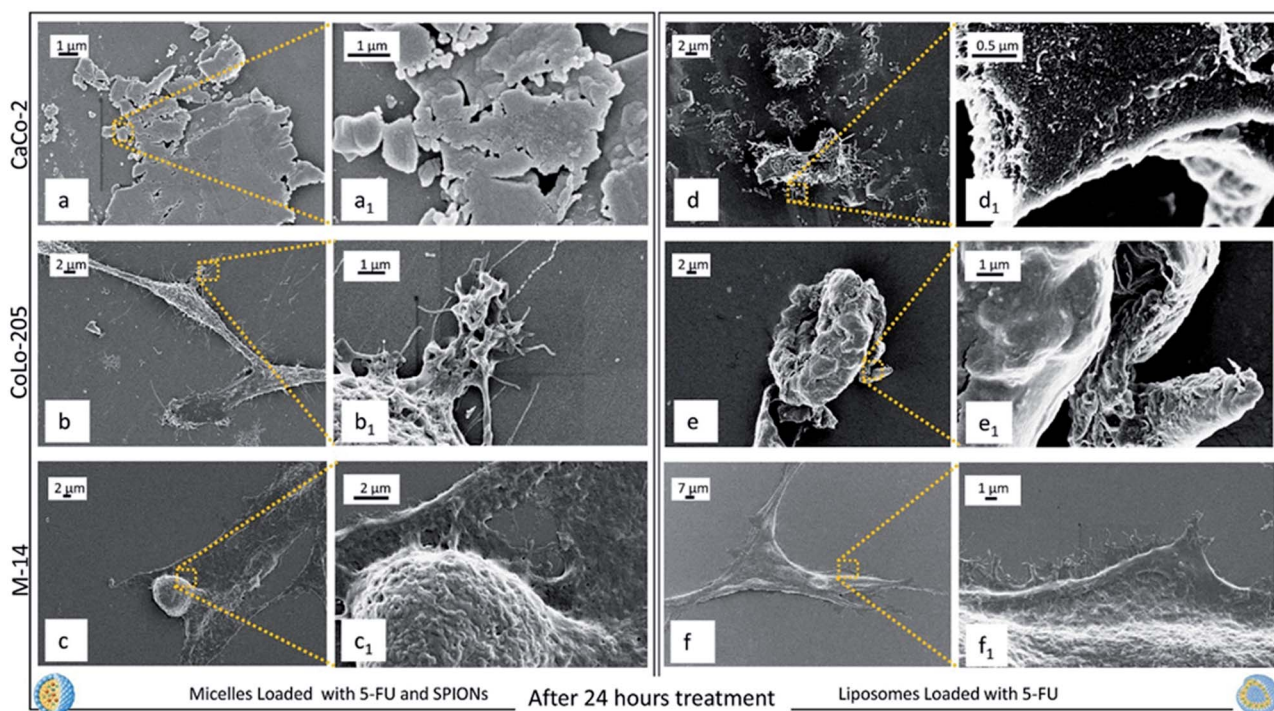 1 µm
1 µm
2 µm
0.5 µm
CaCo-2
a
a1
d
d1
2 µm
1 µm
2 µm
1 µm
CoLo-205
b
b1
e
e1
2 µm
2 µm
7 µm
1 µm
M-14
c
c1
f
f1
Micelles Loaded with 5-FU and SPIONs
After 24 hours treatment
Liposomes Loaded with 5-FU